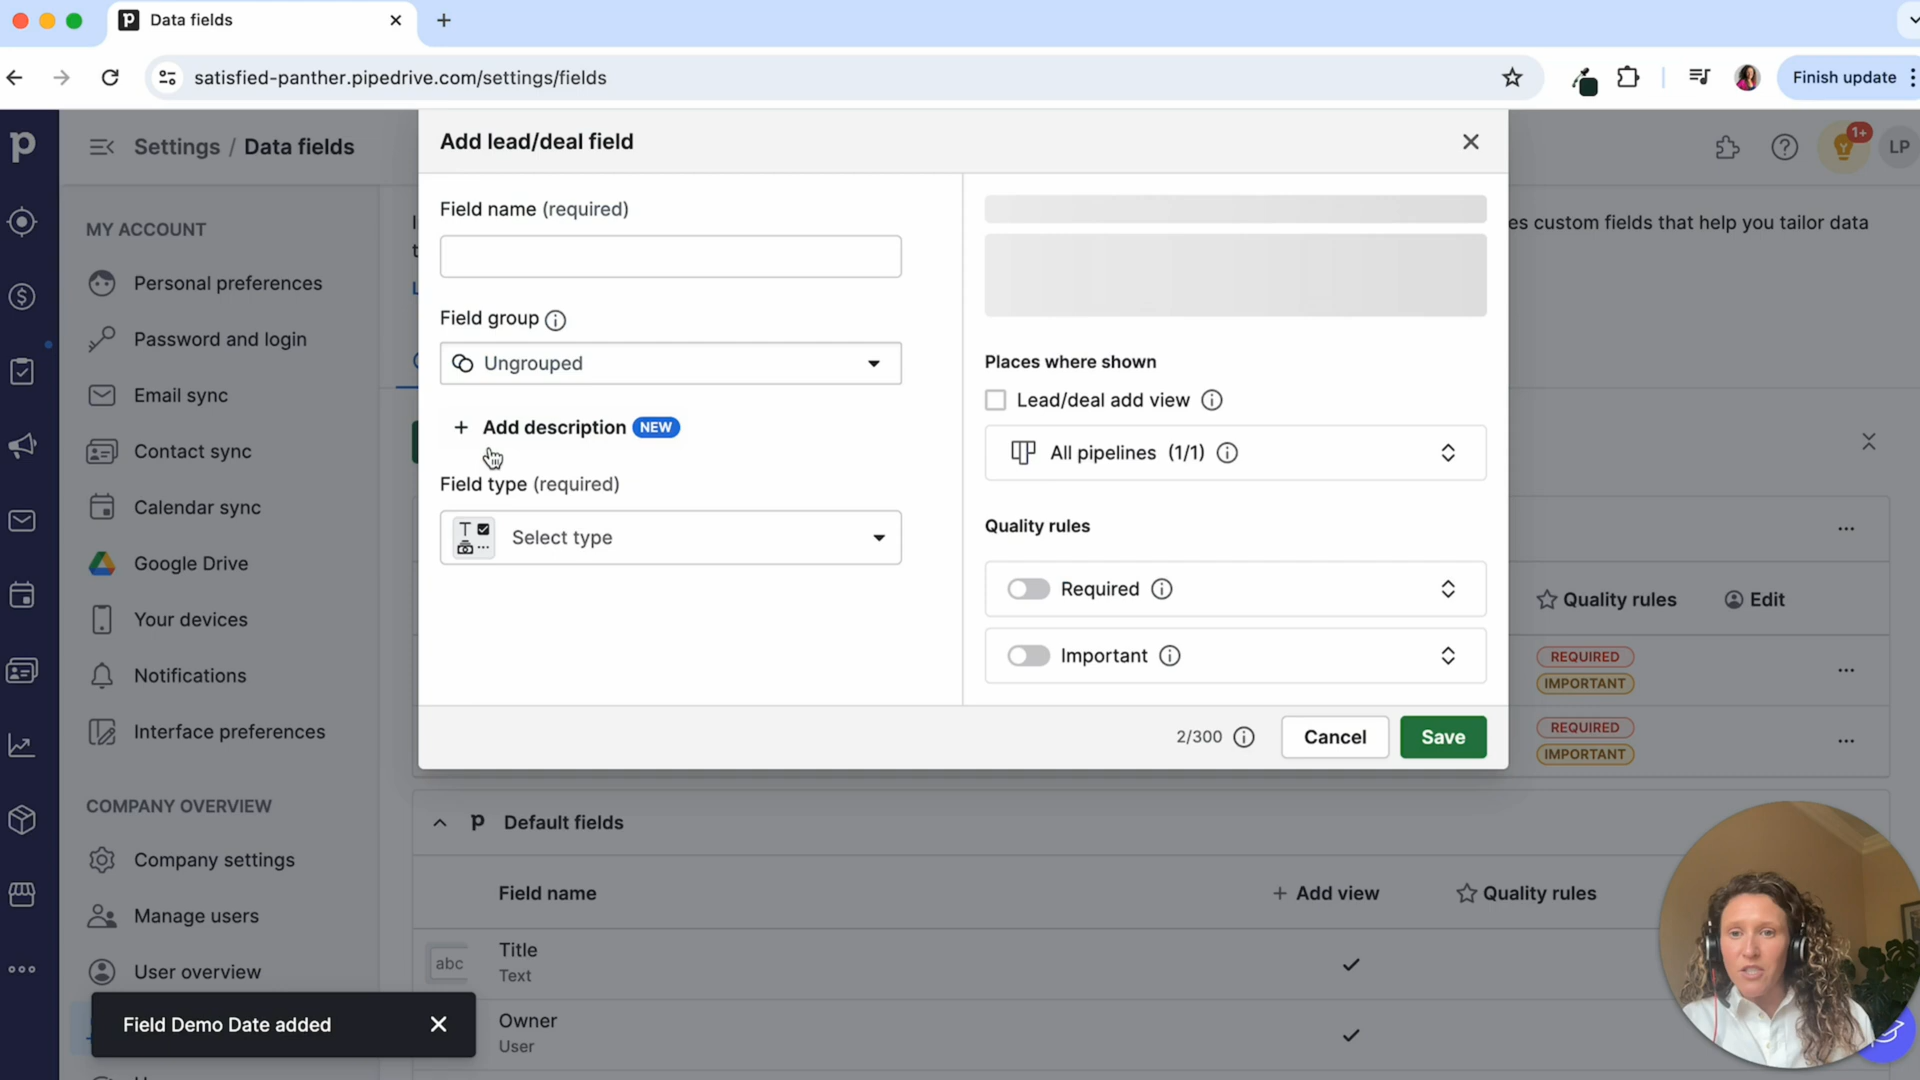 Data fields
satisfied-panther.pipedrive.com/settings/fields
Finish update
Settings / Data fields
1+
LP
MY ACCOUNT
Personal preferences
Password and login
Email sync
Contact sync
Calendar sync
Google Drive
Your devices
Notifications
Interface preferences
COMPANY OVERVIEW
Company settings
Manage users
User overview
Field Demo Date added
Add lead/deal field
Field name (required)
Field group
Ungrouped
Add description NEW
Field type (required)
Select type
Places where shown
Lead/deal add view
All pipelines (1/1)
Quality rules
Required
Important
2/300
Cancel
Save
es custom fields that help you tailor data
Quality rules
Edit
REQUIRED
IMPORTANT
REQUIRED
IMPORTANT
Default fields
Field name
Add view
Quality rules
abc
Title
Text
Owner
User